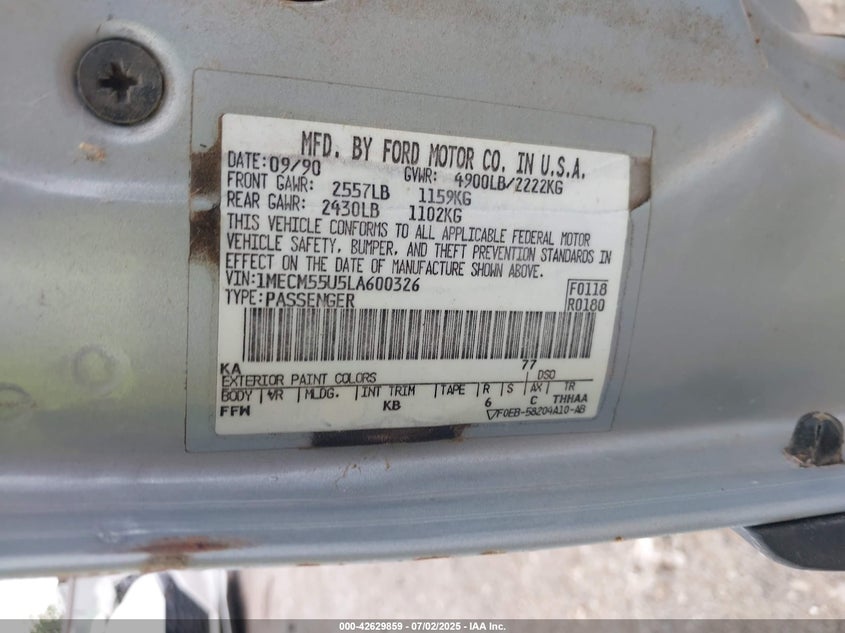 MFD. BY FORD MOTOR CO. IN U.S.A.
DATE: 09/90 GVWR: 4900LB/2222KG
FRONT GAWR: 2557LB 1159KG
REAR GAWR: 2430LB 1102KG
THIS VEHICLE CONFORMS TO ALL APPLICABLE FEDERAL MOTOR
VEHICLE SAFETY, BUMPER, AND THEFT PREVENTION STANDARDS IN
EFFECT ON THE DATE OF MANUFACTURE SHOWN ABOVE.
VIN:1MECM55U5LA600326 F0118
TYPE:PASSENGER R0180
KA 77
EXTERIOR PAINT COLORS DSO
BODY VR MLDG. INT TRIM TAPE R S AX TR
FFW KB 6 C THHAA
F0EB-58204A10-AB
000-42629859 / 07/02/2025 - IAA Inc.